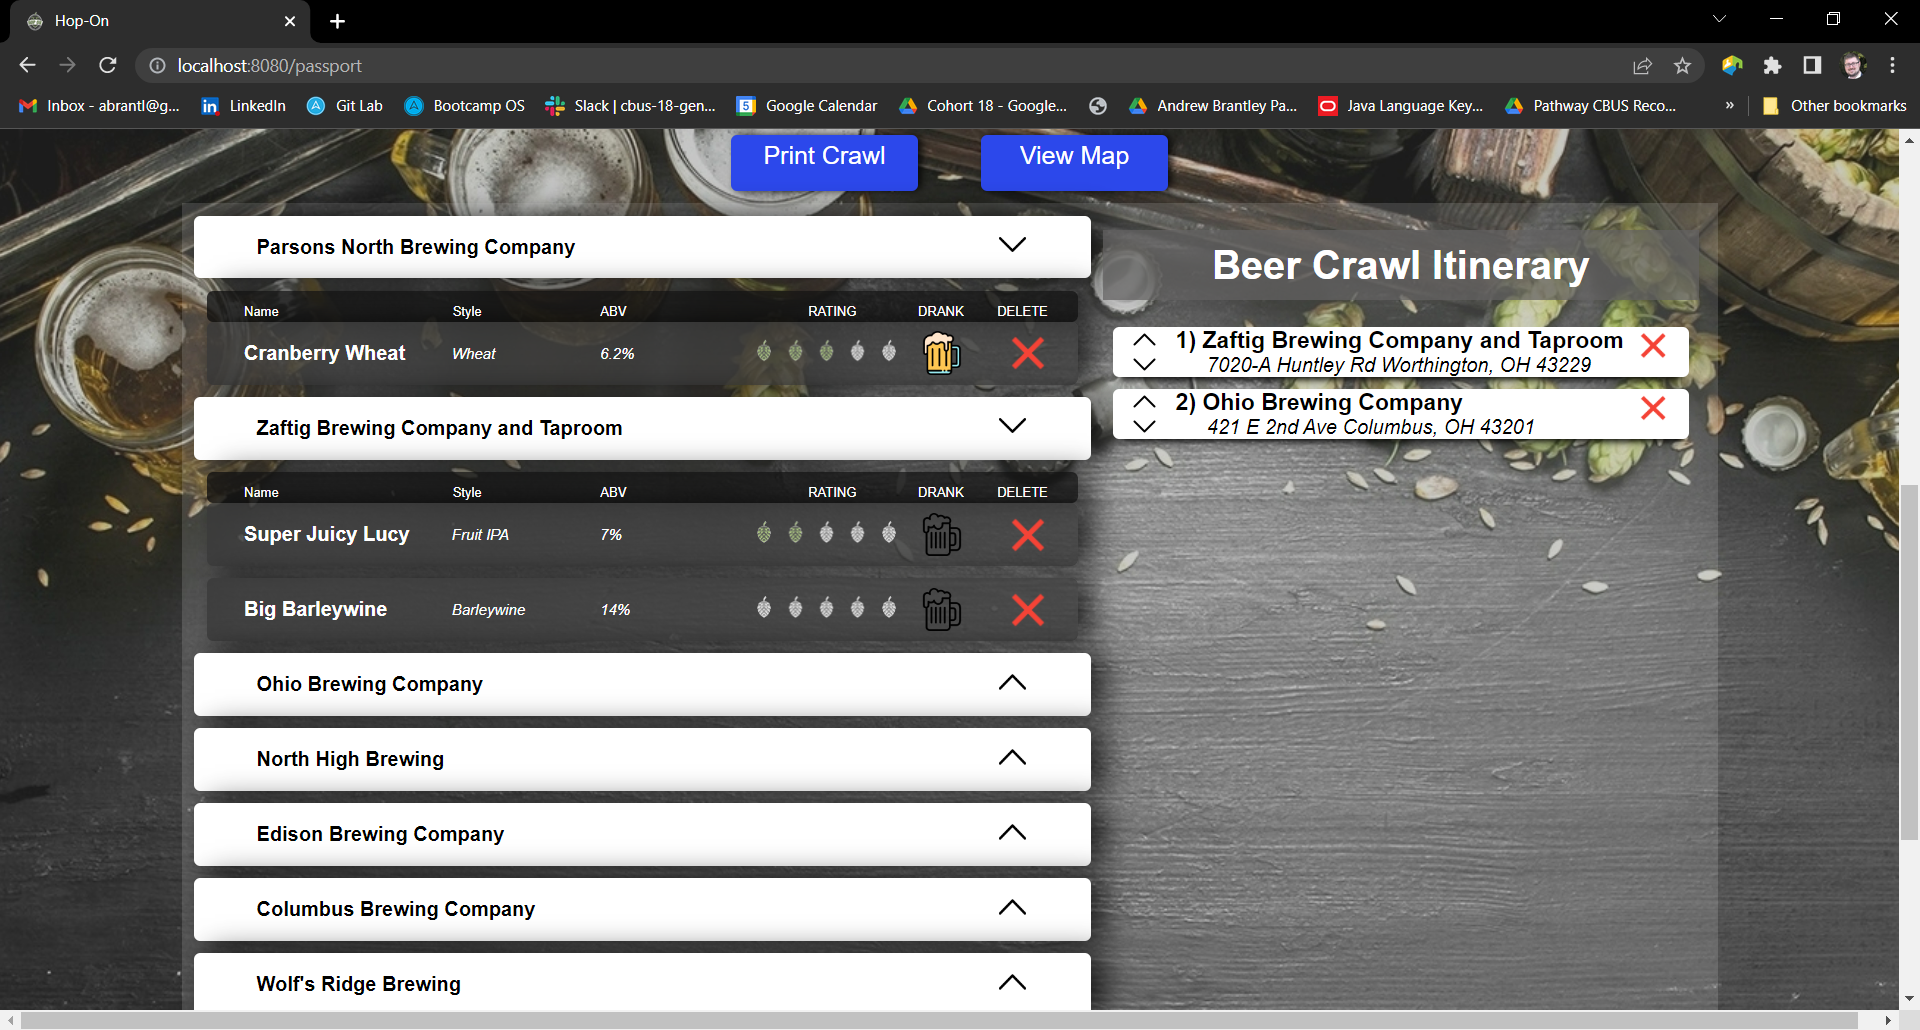 Hop-On
localhost:8080/passport
Inbox - abrantl@g...
LinkedIn
Git Lab
Bootcamp OS
Slack | cbus-18-gen...
5
Google Calendar
Cohort 18 - Google...
Andrew Brantley Pa...
Java Language Key...
Pathway CBUS Reco...
»
Other bookmarks
Print Crawl
View Map
Parsons North Brewing Company
Name Style ABV RATING DRANK DELETE
Cranberry Wheat Wheat 6.2%
Zaftig Brewing Company and Taproom
Name Style ABV RATING DRANK DELETE
Super Juicy Lucy Fruit IPA 7%
Big Barleywine Barleywine 14%
Ohio Brewing Company
North High Brewing
Edison Brewing Company
Columbus Brewing Company
Wolf's Ridge Brewing
Beer Crawl Itinerary
1) Zaftig Brewing Company and Taproom
7020-A Huntley Rd Worthington, OH 43229
2) Ohio Brewing Company
421 E 2nd Ave Columbus, OH 43201